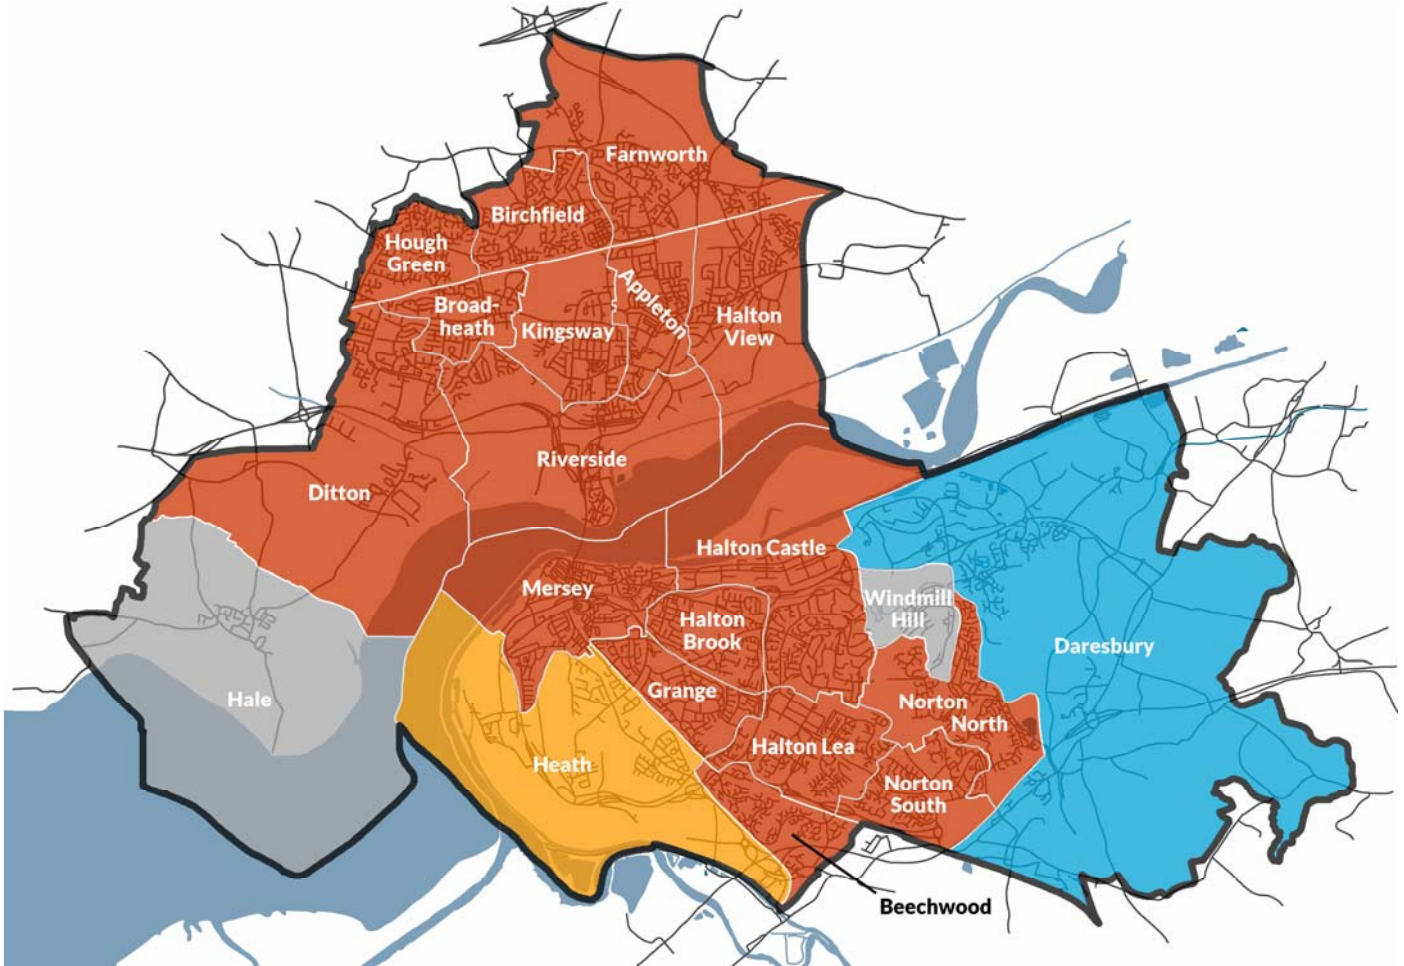 Farnworth
Birchfield
Hough
Green
Broad-
heath
Kingsway
Appleton
Halton
View
Riverside
Ditton
Halton Castle
Mersey
Windmill
Hill
Halton
Brook
Daresbury
Hale
Grange
Norton
North
Halton Lea
Heath
Norton
South
Beechwood